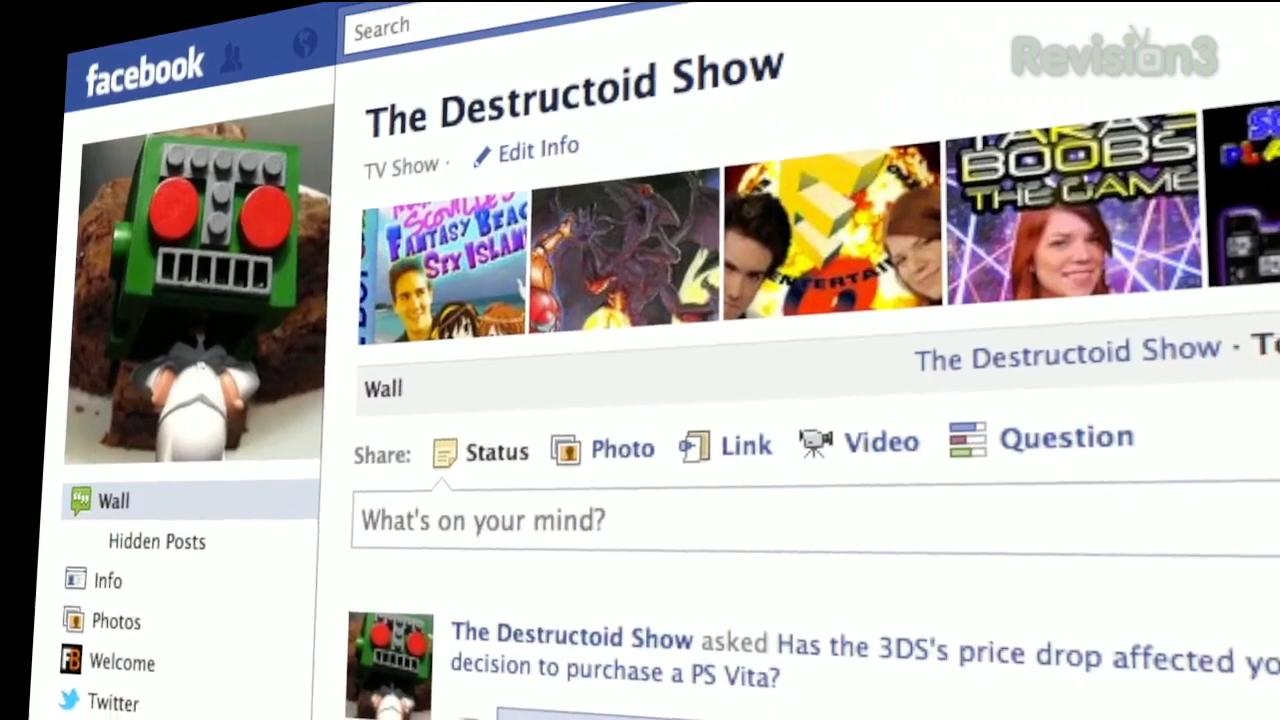 facebook
Search
Revision3
The Destructoid Show
TV Show · Edit Info
FANTASY BEAC
SIX ISLAN
ENTERTAI
BOOBS
THE GAME
Wall
The Destructoid Show ·
Share: Status Photo Link Video Question
What's on your mind?
Wall
Hidden Posts
Info
Photos
Welcome
Twitter
The Destructoid Show asked Has the 3DS's price drop affected yo
decision to purchase a PS Vita?